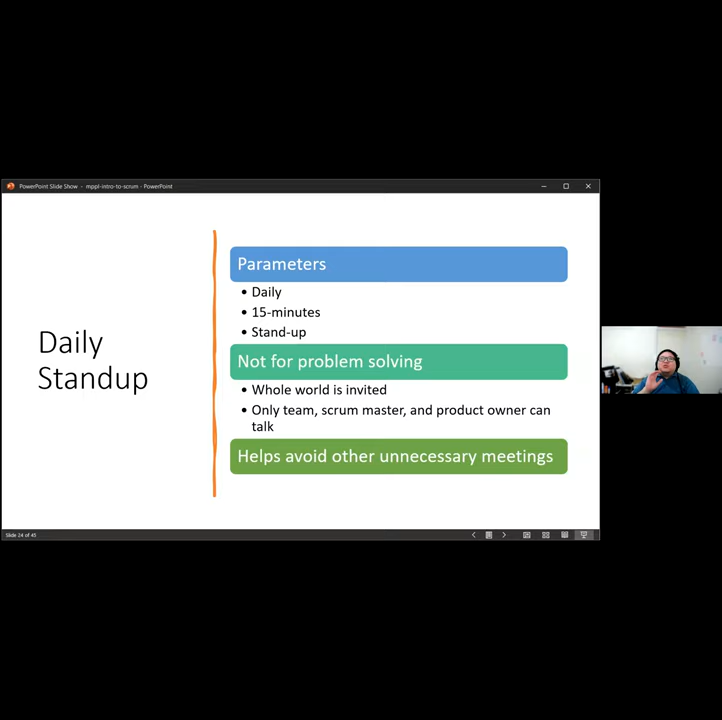 PowerPoint Slide Show - mppl-intro-to-scrum - PowerPoint
Daily
Standup
Parameters
• Daily
• 15-minutes
• Stand-up
Not for problem solving
• Whole world is invited
• Only team, scrum master, and product owner can
talk
Helps avoid other unnecessary meetings
Slide 24 of 45